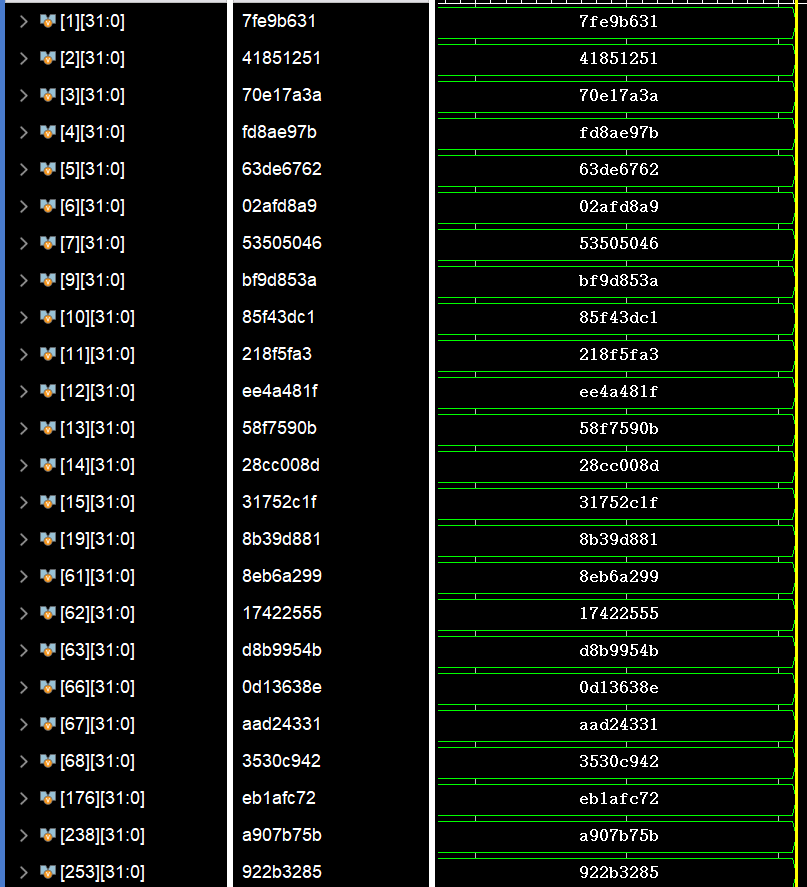 [1][31:0] 7fe9b631 7fe9b631
[2][31:0] 41851251 41851251
[3][31:0] 70e17a3a 70e17a3a
[4][31:0] fd8ae97b fd8ae97b
[5][31:0] 63de6762 63de6762
[6][31:0] 02afd8a9 02afd8a9
[7][31:0] 53505046 53505046
[9][31:0] bf9d853a bf9d853a
[10][31:0] 85f43dc1 85f43dc1
[11][31:0] 218f5fa3 218f5fa3
[12][31:0] ee4a481f ee4a481f
[13][31:0] 58f7590b 58f7590b
[14][31:0] 28cc008d 28cc008d
[15][31:0] 31752c1f 31752c1f
[19][31:0] 8b39d881 8b39d881
[61][31:0] 8eb6a299 8eb6a299
[62][31:0] 17422555 17422555
[63][31:0] d8b9954b d8b9954b
[66][31:0] 0d13638e 0d13638e
[67][31:0] aad24331 aad24331
[68][31:0] 3530c942 3530c942
[176][31:0] eb1afc72 eb1afc72
[238][31:0] a907b75b a907b75b
[253][31:0] 922b3285 922b3285